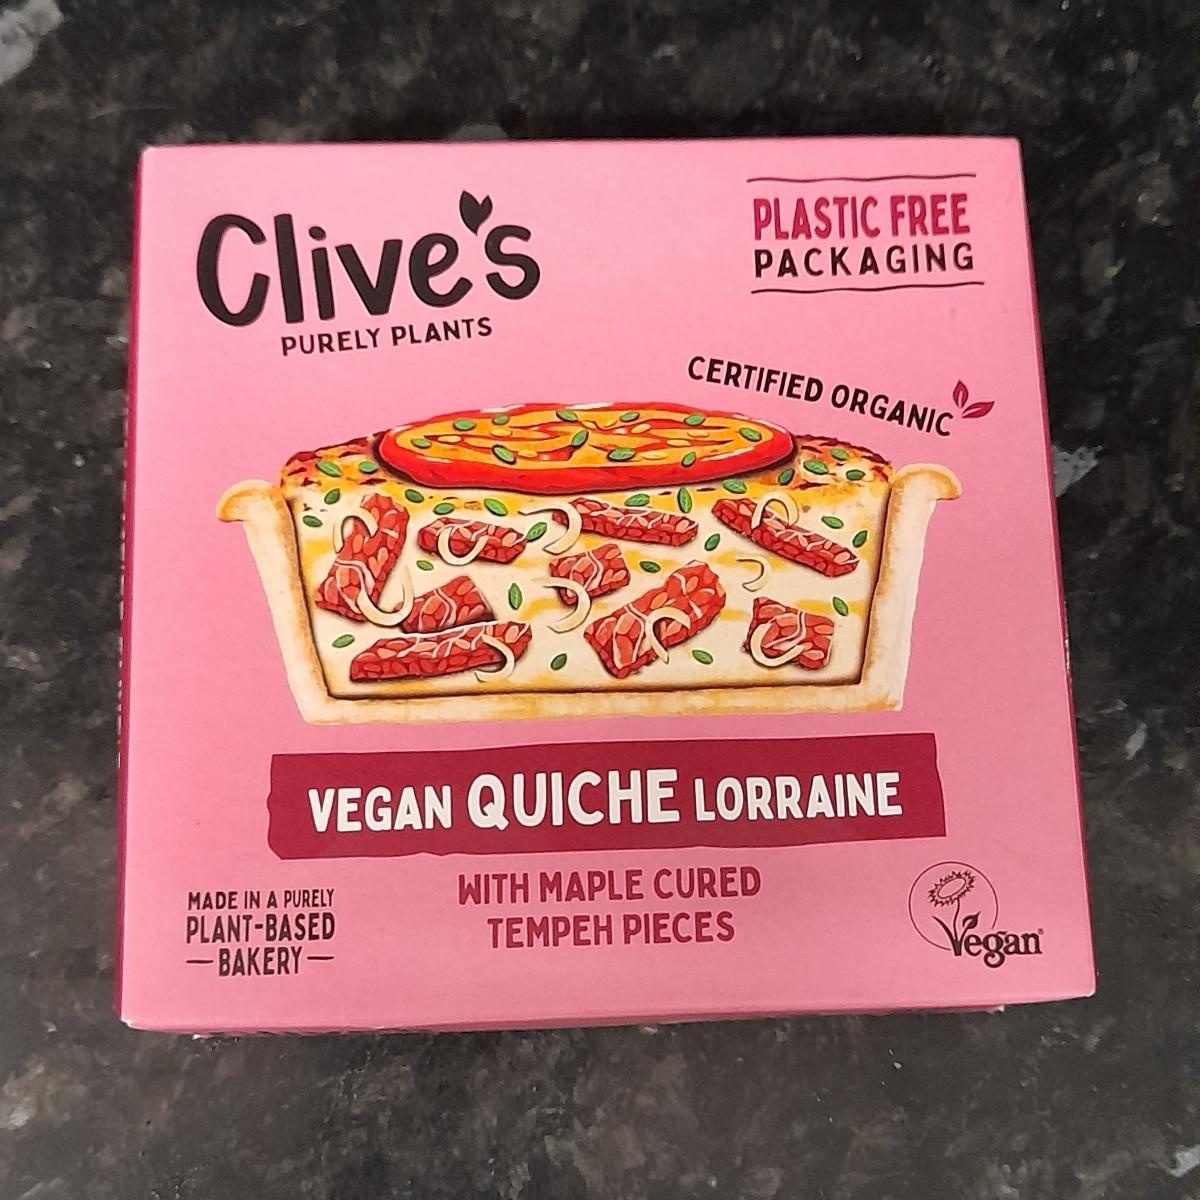 Clive's
PURELY PLANTS
PLASTIC FREE
PACKAGING
CERTIFIED ORGANIC
VEGAN QUICHE LORRAINE
WITH MAPLE CURED
TEMPEH PIECES
MADE IN A PURELY
PLANT-BASED
BAKERY
Vegan